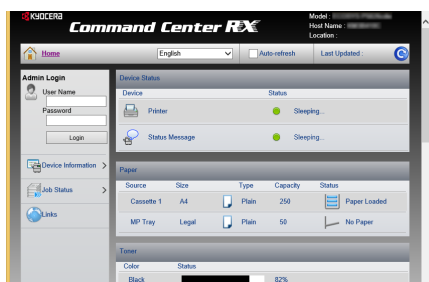 KYOCERA
Command Center RX
Model :
Host Name :
Location :
Home
English
Auto-refresh
Last Updated :
Admin Login
User Name
Password
Login
Device Information
Job Status
Links
Device Status
Device Status
Printer Sleeping...
Status Message Sleeping...
Paper
Source Size Type Capacity Status
Cassette 1 A4 Plain 250 Paper Loaded
MP Tray Legal Plain 50 No Paper
Toner
Color Status
Black 82%